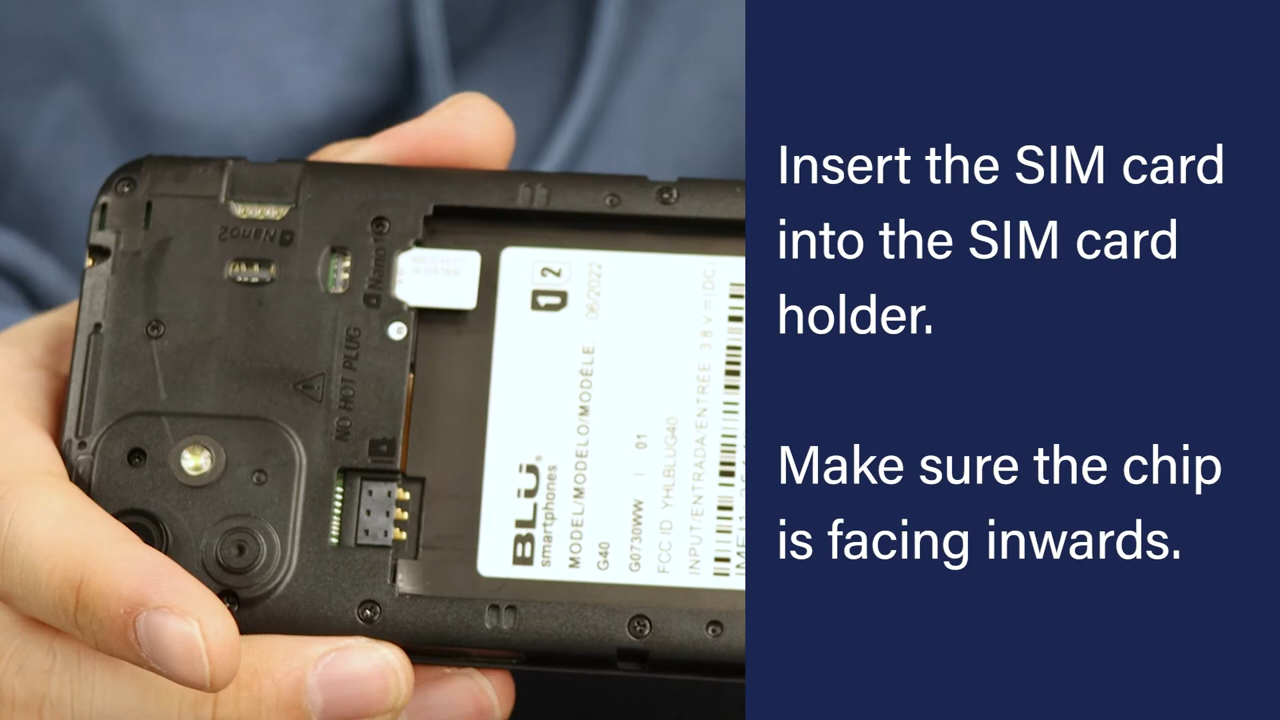 Insert the SIM card
into the SIM card
holder.
Make sure the chip
is facing inwards.
Nano2
Nano1
NO HOT PLUG
1 2
06/2022
BLU
smartphones
MODEL/MODELO/MODÈLE
G40
G0730WW | 01
FCC ID YHLBLUG40
INPUT/ENTRADA/ENTRÉE 3.8V